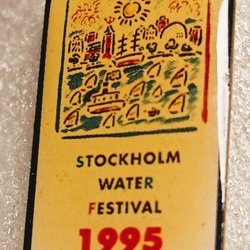 STOCKHOLM
WATER
FESTIVAL
1995